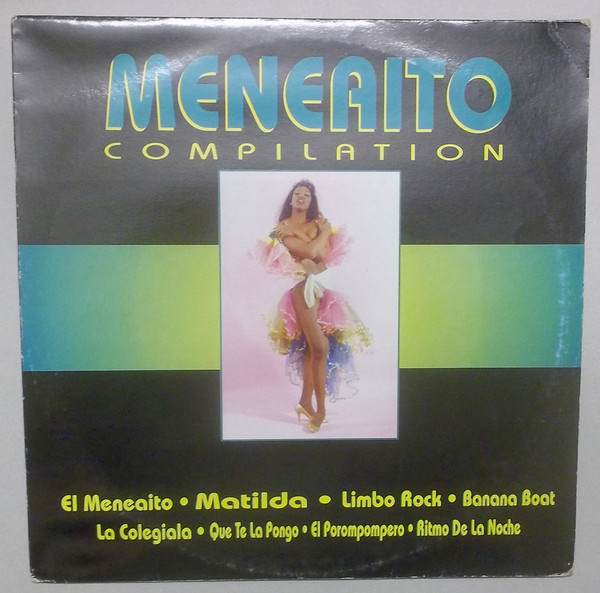 MENEAITO
COMPILATION
El Meneaito • Matilda • Limbo Rock • Banana Boat
La Colegiala • Que Te La Pongo • El Porompompero • Ritmo De La Noche